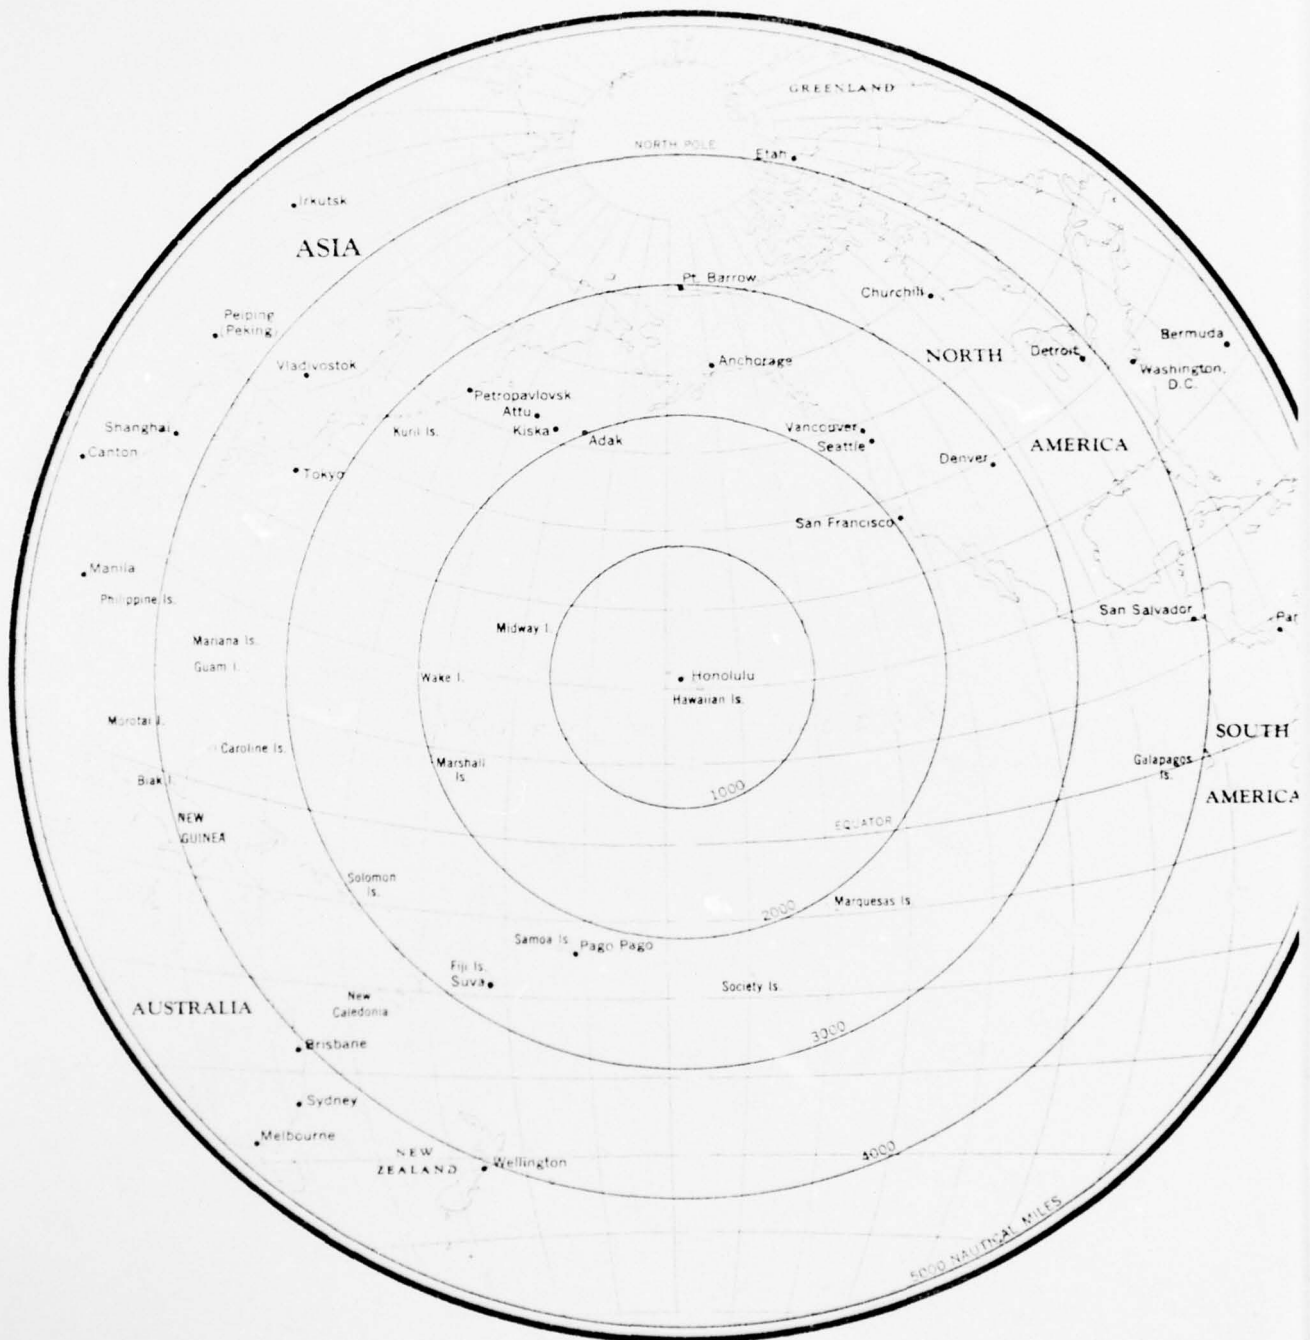 GREENLAND
NORTH POLE
Etah
Irkutsk
ASIA
Pt. Barrow
Churchill
Peiping
(Peking)
Bermuda
NORTH
Detroit
Vladivostok
Anchorage
Washington,
D.C.
Petropavlovsk
Attu
Shanghai
Kuril Is.
Kiska
Adak
Vancouver
Seattle
AMERICA
Canton
Denver
Tokyo
San Francisco
Manila
Philippine Is.
San Salvador
Pan
Midway I.
Mariana Is.
Guam I.
Wake I.
Honolulu
Hawaiian Is.
Morotai I.
SOUTH
Caroline Is.
Marshall
Is.
Galapagos
Is.
Biak I.
1000
AMERICA
NEW
GUINEA
EQUATOR
Solomon
Is.
2000
Marquesas Is.
Samoa Is.
Pago Pago
Fiji Is.
Suva
Society Is.
AUSTRALIA
New
Caledonia
3000
Brisbane
Sydney
Melbourne
NEW
ZEALAND
Wellington
4000
5000 NAUTICAL MILES